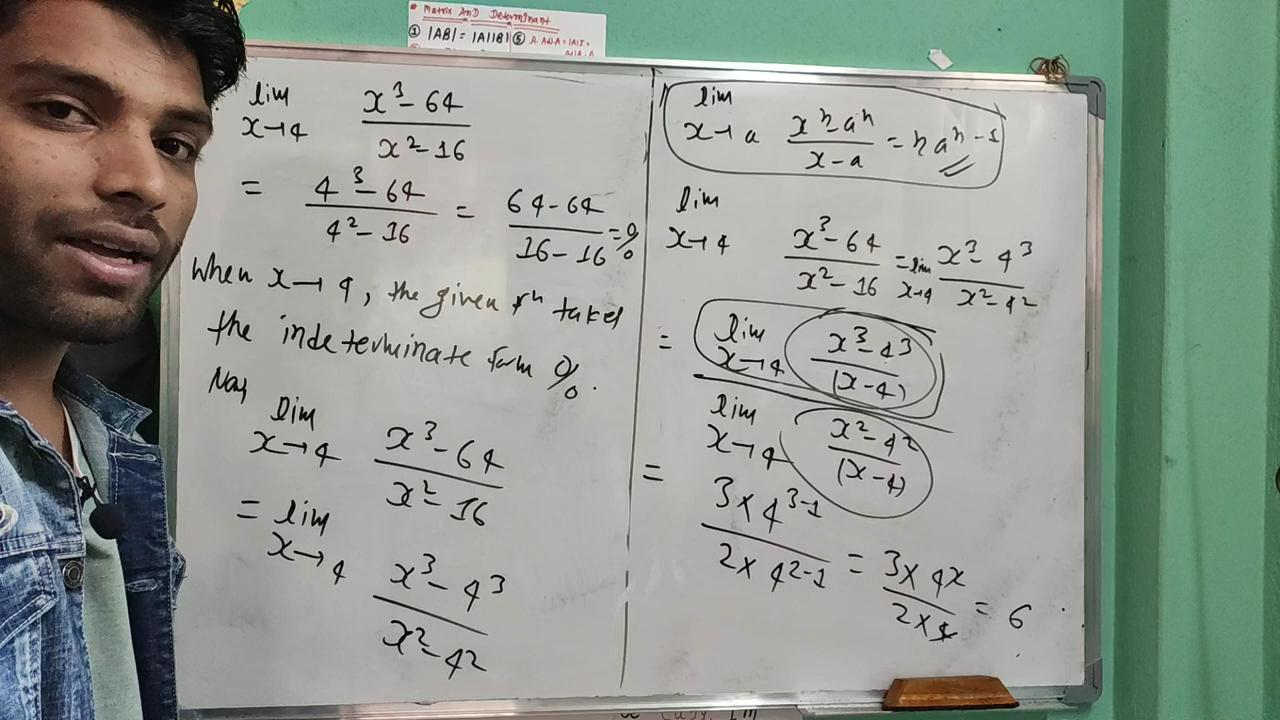 # Matrix And Determinant
① |AB| = |A||B| ⑤ A. Adj A = |A|I =
lim x→4 (x³ - 64)/(x² - 16)
= (4³ - 64)/(4² - 16) = (64 - 64)/(16 - 16) = 0/0
When x→4, the given fn takes
the indeterminate form 0/0.
Now
lim x→4 (x³ - 64)/(x² - 16)
= lim x→4 (x³ - 4³)/(x² - 4²)
lim x→a (xⁿ - aⁿ)/(x - a) = n aⁿ⁻¹
lim x→4 (x³ - 64)/(x² - 16) = lim x→4 (x³ - 4³)/(x² - 4²)
= lim x→4 (x³ - 4³)/(x - 4)
lim x→4 (x² - 4²)/(x - 4)
= (3 × 4³⁻¹)/(2 × 4²⁻¹) = (3 × 4²)/(2 × 4) = 6